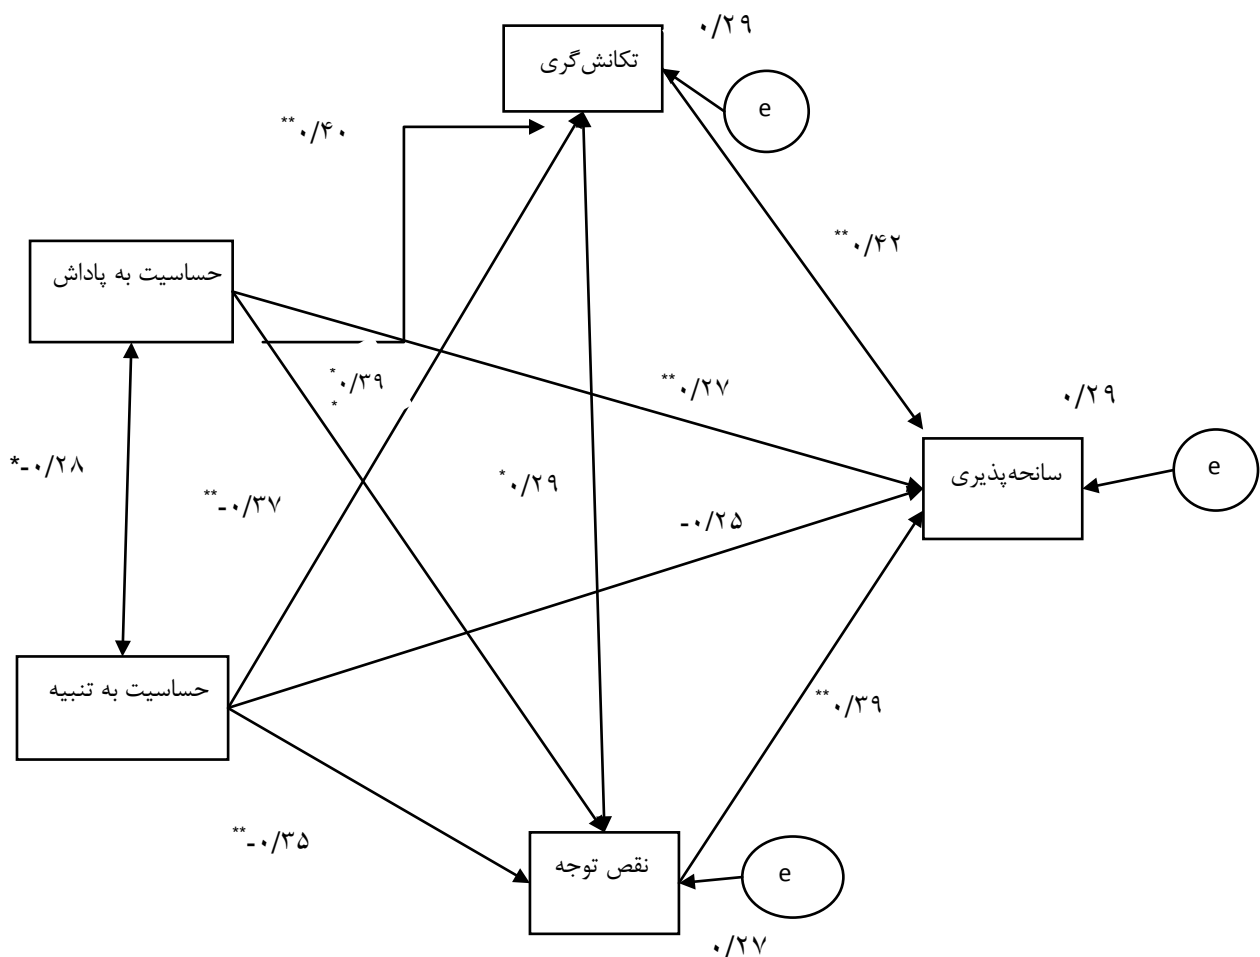 ۰/۲۹
تکانش‌گری
e
**۰/۴۰
**۰/۴۲
حساسیت به پاداش
*۰/۳۹
*
**۰/۲۷
۰/۲۹
*-۰/۲۸
**-۰/۳۷
*۰/۲۹
-۰/۲۵
سانحه‌پذیری
e
حساسیت به تنبیه
**۰/۳۹
**-۰/۳۵
نقص توجه
e
۰/۲۷